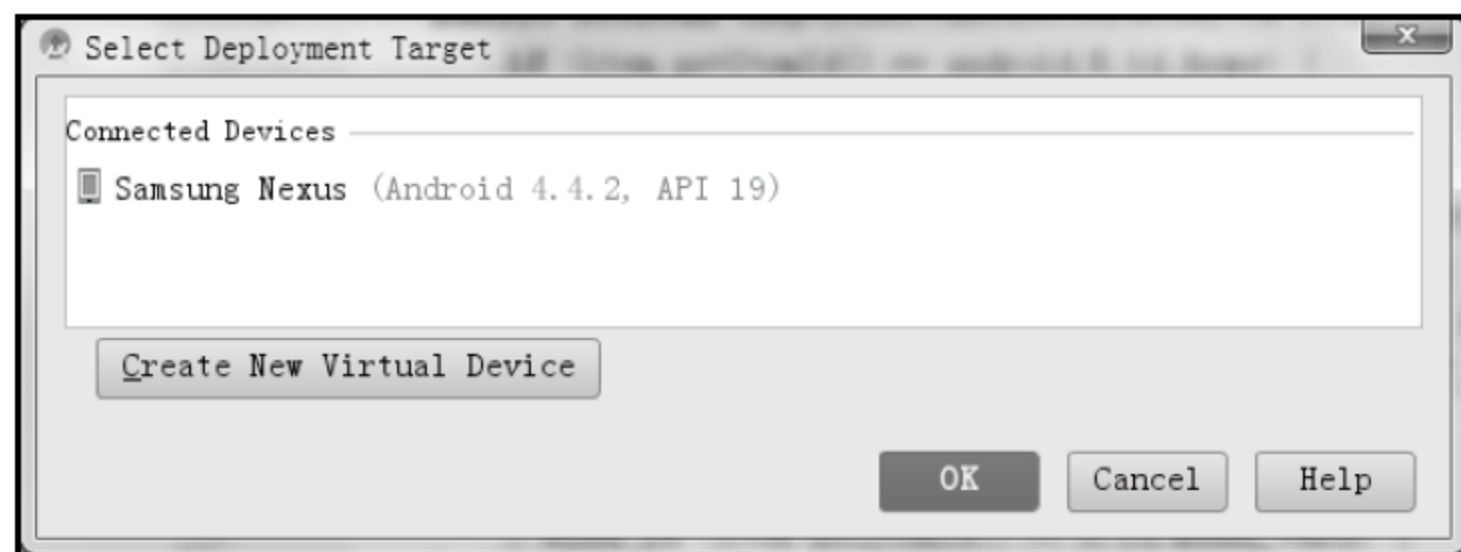 Select Deployment Target
Connected Devices
Samsung Nexus (Android 4.4.2, API 19)
Create New Virtual Device
OK Cancel Help